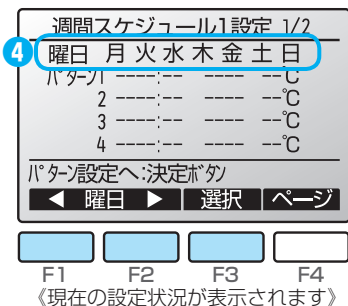 週間スケジュール1設定 1/2
4 曜日 月 火 水 木 金 土 日
パターン1 ----:-- ---- --℃
2 ----:-- ---- --℃
3 ----:-- ---- --℃
4 ----:-- ---- --℃
パターン設定へ:決定ボタン
◀ 曜日 ▶ 選択 ページ
F1 F2 F3 F4
《現在の設定状況が表示されます》